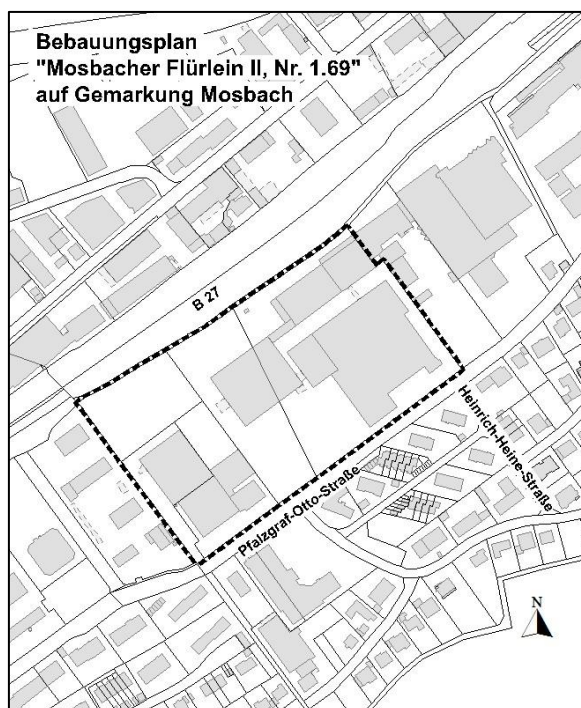 Bebauungsplan
"Mosbacher Flürlein II, Nr. 1.69"
auf Gemarkung Mosbach
B 27
Heinrich-Heine-Straße
Pfalzgraf-Otto-Straße
N